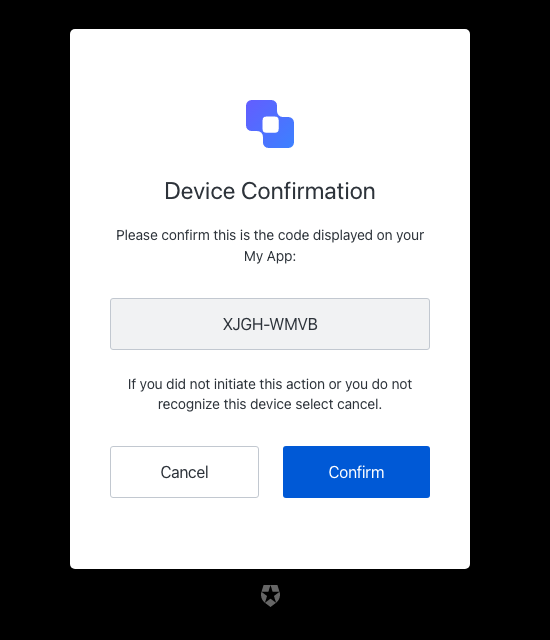 Device Confirmation
Please confirm this is the code displayed on your
My App:
XJGH-WMVB
If you did not initiate this action or you do not
recognize this device select cancel.
Cancel
Confirm